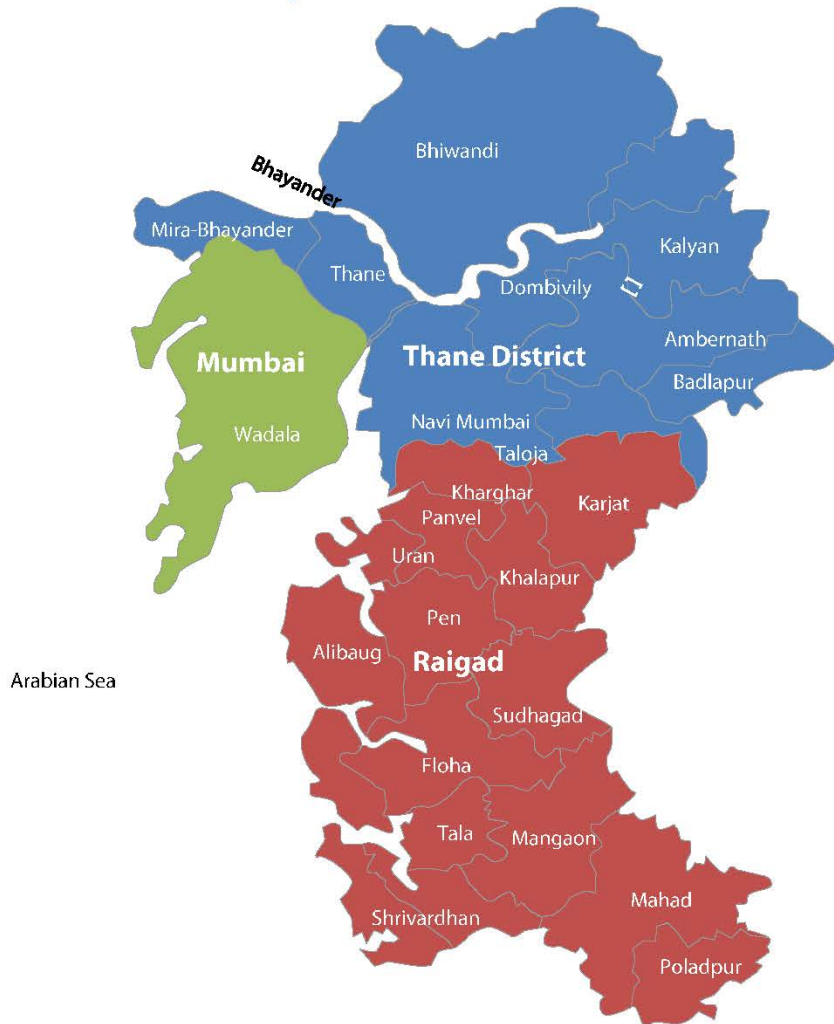 Bhiwandi
Bhayander
Mira-Bhayander
Kalyan
Thane
Dombivily
Ambernath
Mumbai
Thane District
Badlapur
Navi Mumbai
Wadala
Taloja
Kharghar
Karjat
Panvel
Uran
Khalapur
Pen
Alibaug
Raigad
Arabian Sea
Sudhagad
Floha
Tala
Mangaon
Mahad
Shrivardhan
Poladpur